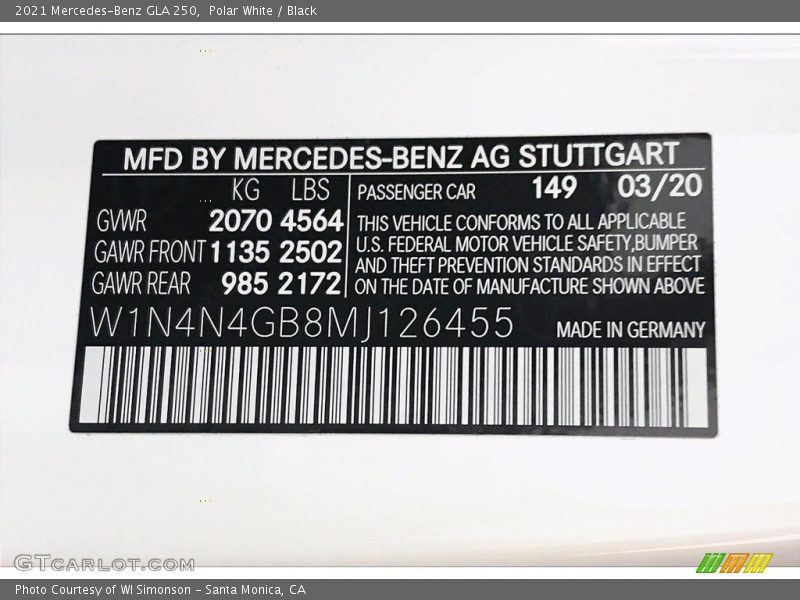 2021 Mercedes-Benz GLA 250,  Polar White / Black
MFD BY MERCEDES-BENZ AG STUTTGART
KG LBS
GVWR 2070 4564
GAWR FRONT 1135 2502
GAWR REAR 985 2172
PASSENGER CAR 149 03/20
THIS VEHICLE CONFORMS TO ALL APPLICABLE
U.S. FEDERAL MOTOR VEHICLE SAFETY,BUMPER
AND THEFT PREVENTION STANDARDS IN EFFECT
ON THE DATE OF MANUFACTURE SHOWN ABOVE
W1N4N4GB8MJ126455
MADE IN GERMANY
GTCARLOT.COM
Photo Courtesy of WI Simonson - Santa Monica, CA